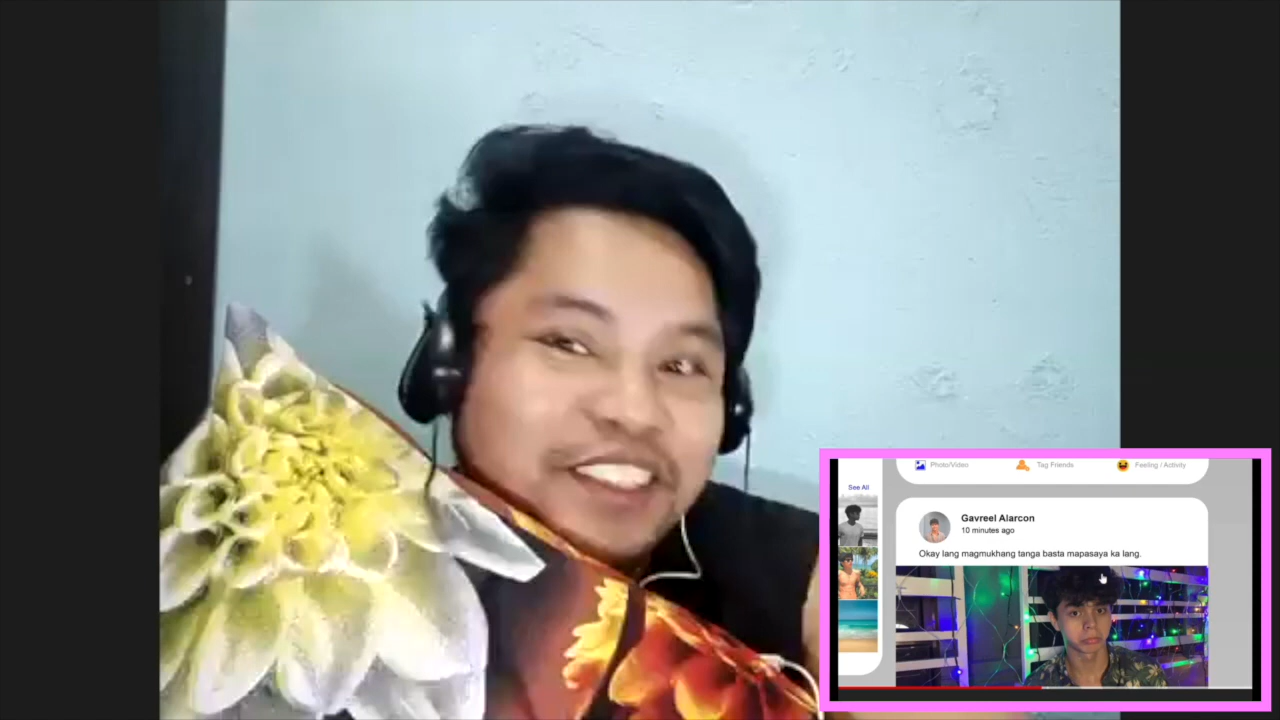 Photo/Video Tag Friends Feeling / Activity
See All
Gavreel Alarcon
10 minutes ago
Okay lang magmukhang tanga basta mapasaya ka lang.